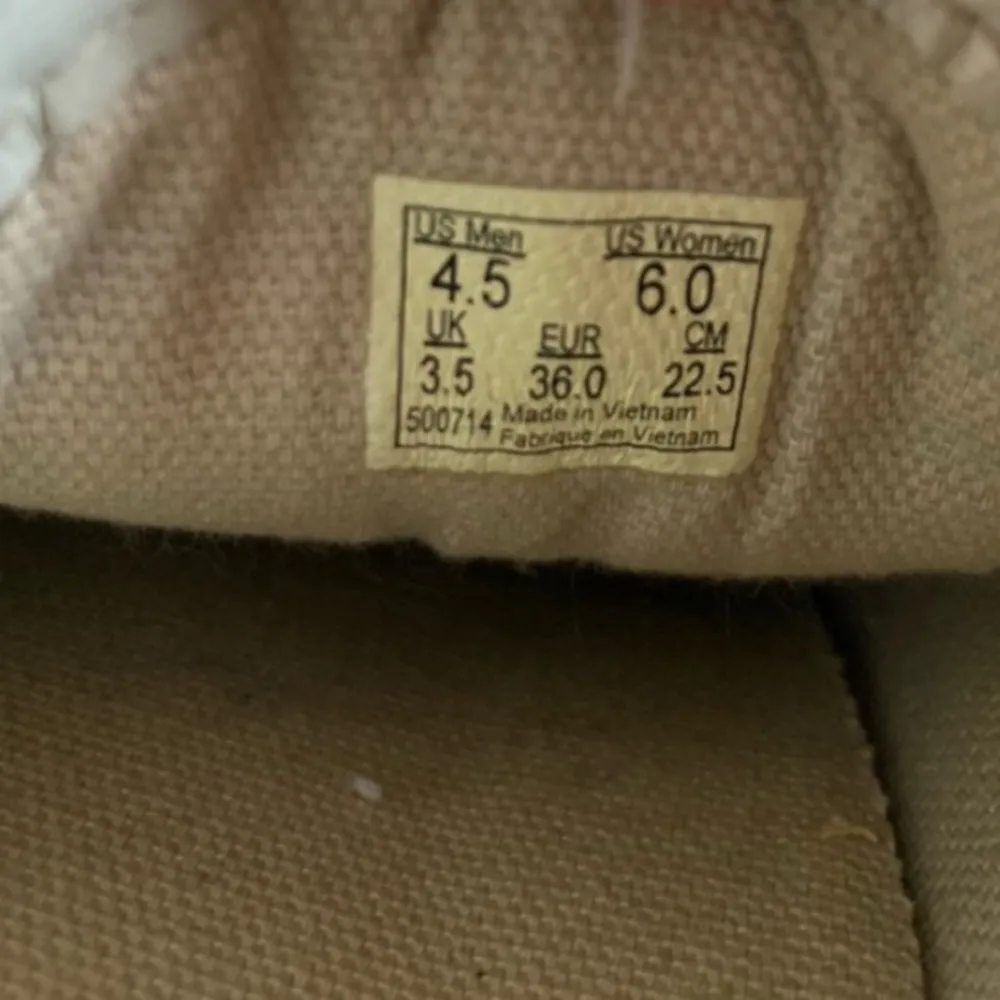 US Men US Women
4.5 6.0
UK EUR CM
3.5 36.0 22.5
500714 Made in Vietnam
Fabrique en Vietnam